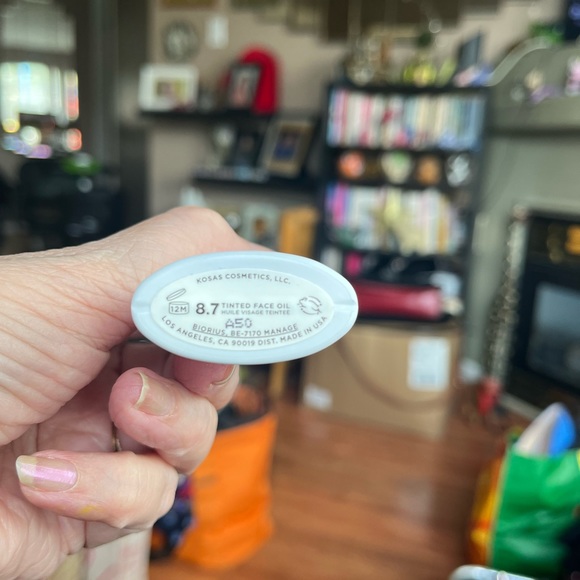 KOSAS COSMETICS, LLC.
12M
8.7 TINTED FACE OIL
HUILE VISAGE TEINTÉE
A50
BIORIUS, BE-7170 MANAGE
LOS ANGELES, CA 90019 DIST. MADE IN USA